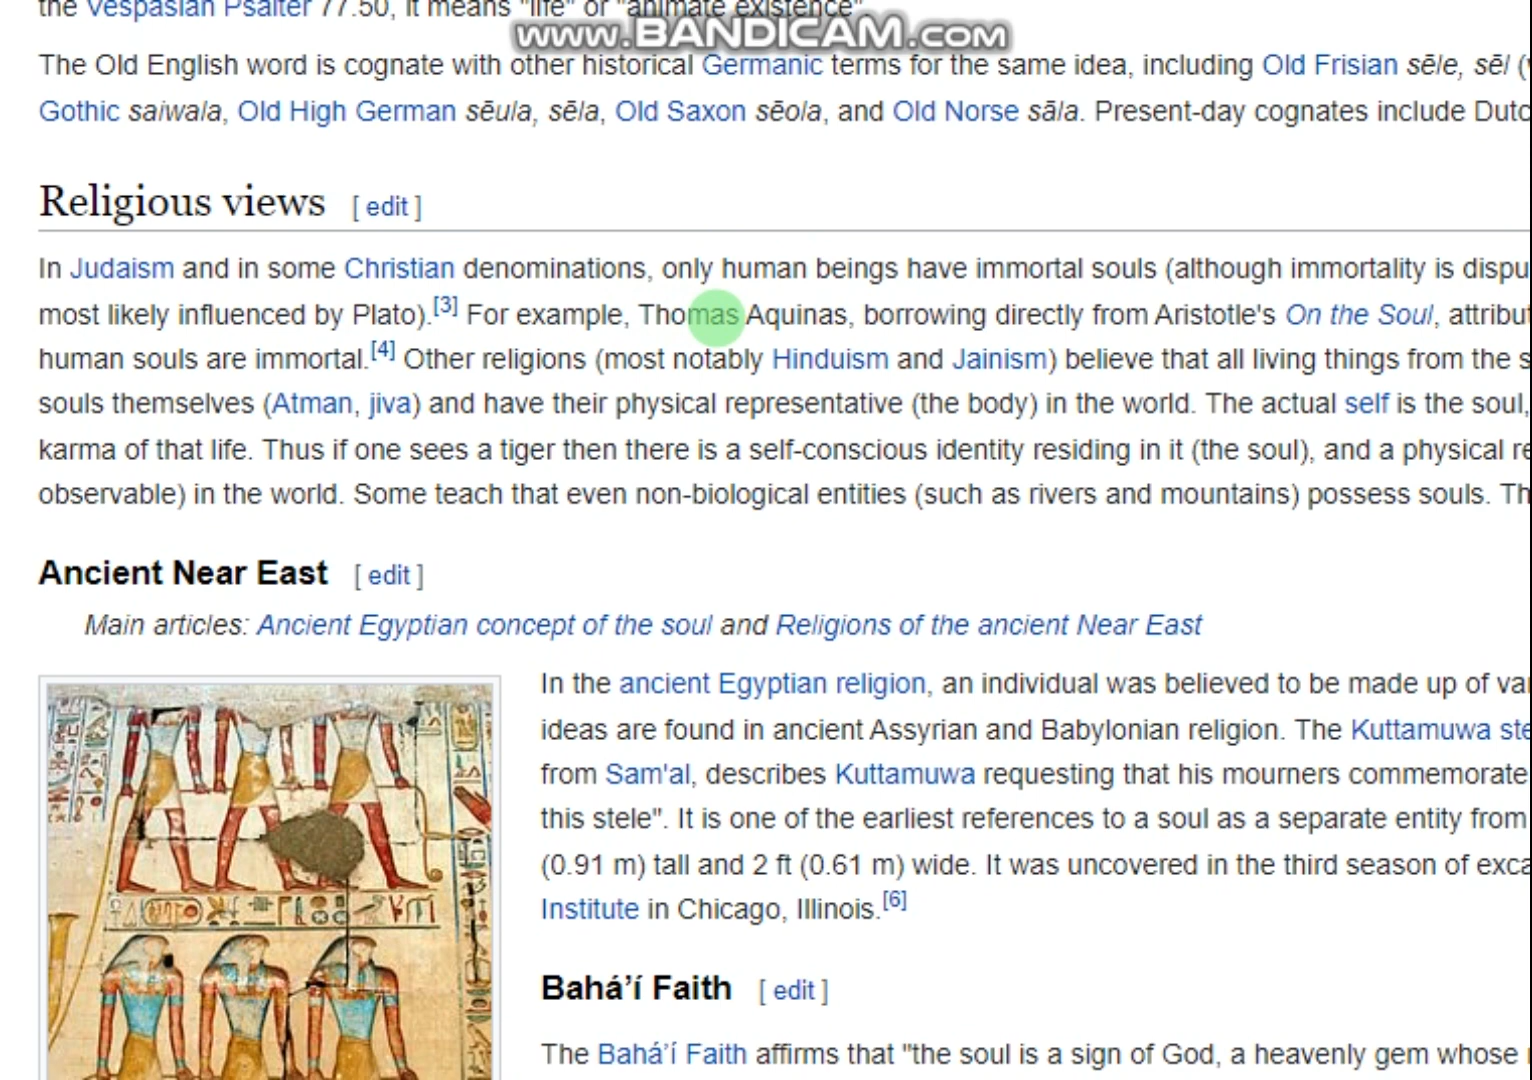 the Vespasian Psalter 77.50, it means "life" or "animate existence"
www.BANDICAM.com
The Old English word is cognate with other historical Germanic terms for the same idea, including Old Frisian sēle, sēl (
Gothic saiwala, Old High German sēula, sēla, Old Saxon sēola, and Old Norse sāla. Present-day cognates include Dutc
Religious views [ edit ]
In Judaism and in some Christian denominations, only human beings have immortal souls (although immortality is dispu
most likely influenced by Plato).[3] For example, Thomas Aquinas, borrowing directly from Aristotle's On the Soul, attribut
human souls are immortal.[4] Other religions (most notably Hinduism and Jainism) believe that all living things from the s
souls themselves (Atman, jiva) and have their physical representative (the body) in the world. The actual self is the soul,
karma of that life. Thus if one sees a tiger then there is a self-conscious identity residing in it (the soul), and a physical re
observable) in the world. Some teach that even non-biological entities (such as rivers and mountains) possess souls. Th
Ancient Near East [ edit ]
Main articles: Ancient Egyptian concept of the soul and Religions of the ancient Near East
In the ancient Egyptian religion, an individual was believed to be made up of var
ideas are found in ancient Assyrian and Babylonian religion. The Kuttamuwa ste
from Sam'al, describes Kuttamuwa requesting that his mourners commemorate
this stele". It is one of the earliest references to a soul as a separate entity from
(0.91 m) tall and 2 ft (0.61 m) wide. It was uncovered in the third season of exca
Institute in Chicago, Illinois.[6]
Bahá’í Faith [ edit ]
The Bahá’í Faith affirms that "the soul is a sign of God, a heavenly gem whose